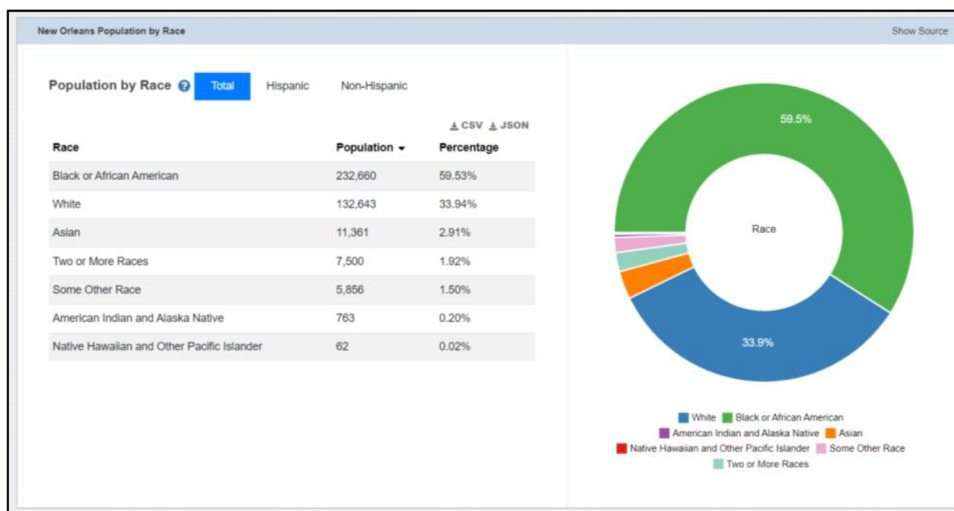 New Orleans Population by Race Show Source
Population by Race ? Total Hispanic Non-Hispanic
CSV JSON
Race Population Percentage
Black or African American 232,660 59.53%
White 132,643 33.94%
Asian 11,361 2.91%
Two or More Races 7,500 1.92%
Some Other Race 5,856 1.50%
American Indian and Alaska Native 763 0.20%
Native Hawaiian and Other Pacific Islander 62 0.02%
59.5%
Race
33.9%
White Black or African American
American Indian and Alaska Native Asian
Native Hawaiian and Other Pacific Islander Some Other Race
Two or More Races